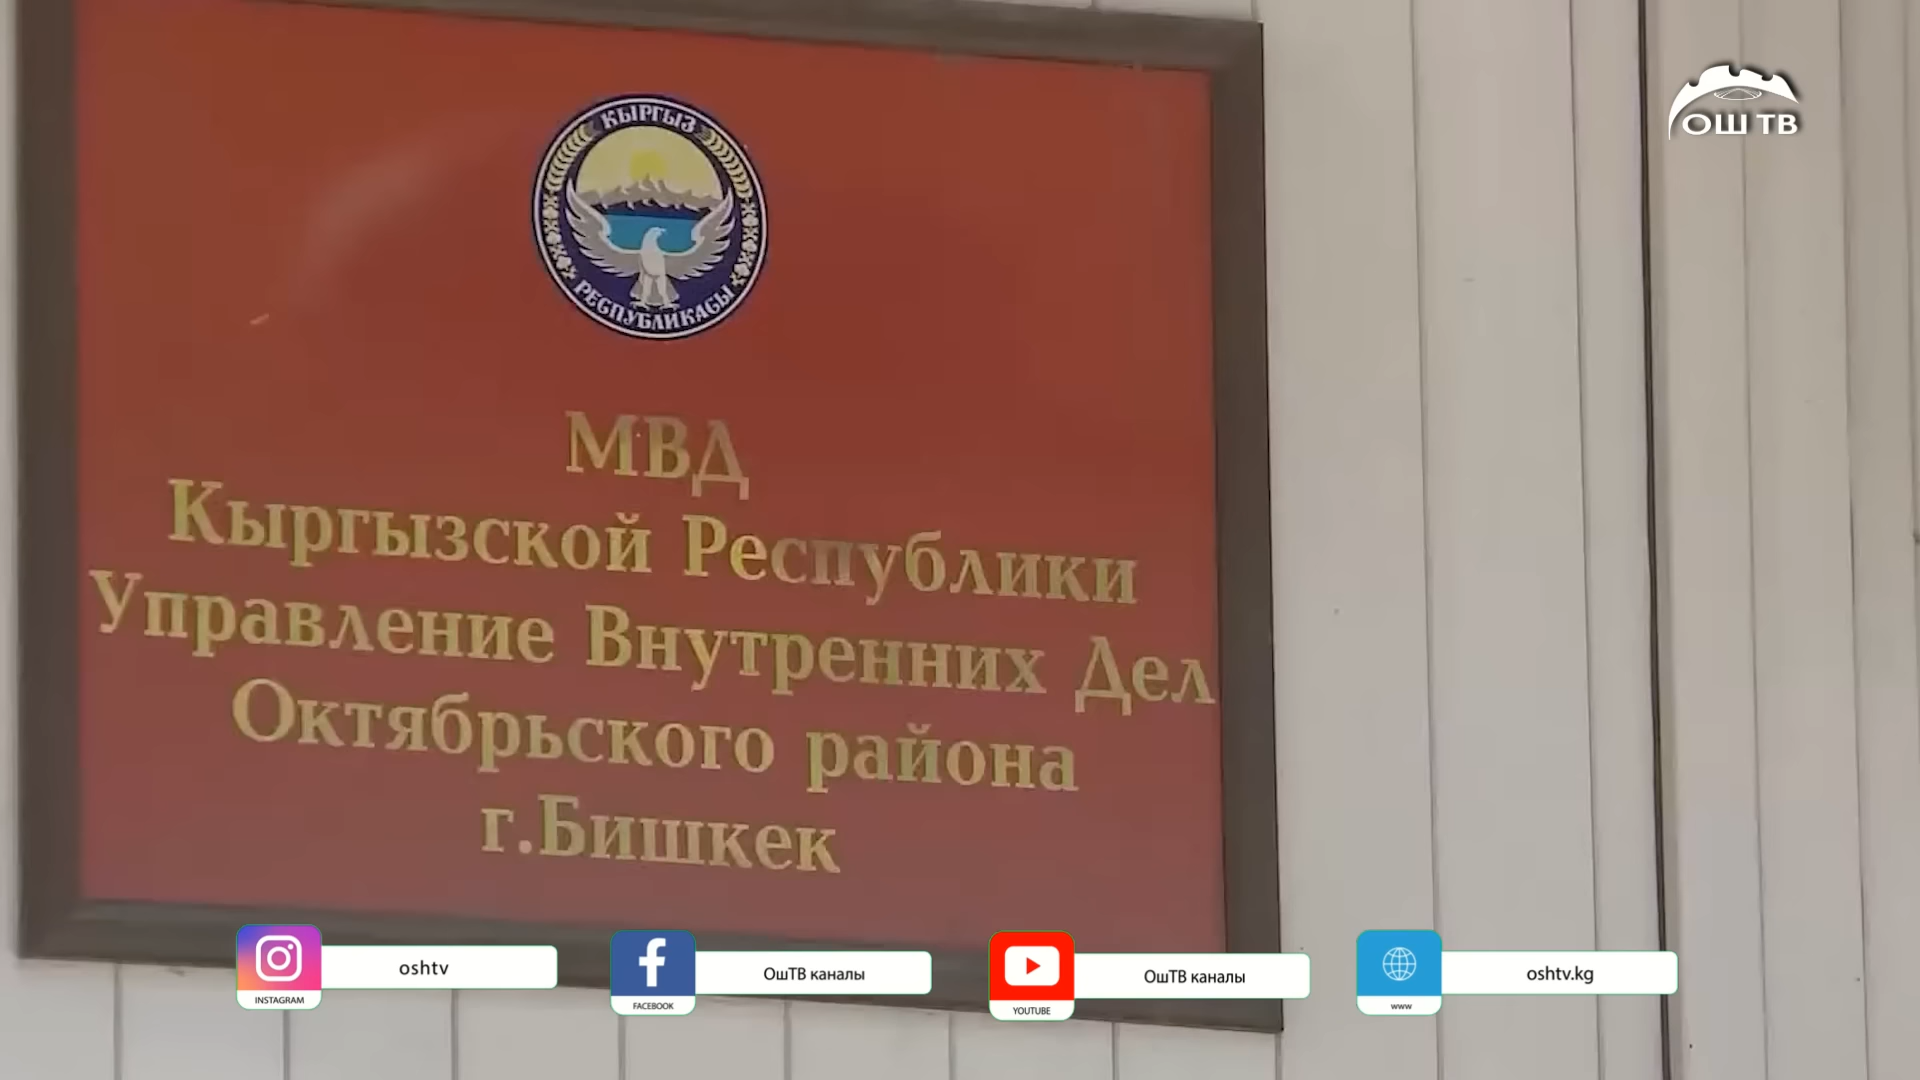 ОШ ТВ
КЫРГЫЗ
РЕСПУБЛИКАСЫ
МВД
Кыргызской Республики
Управление Внутренних Дел
Октябрьского района
г.Бишкек
oshtv
INSTAGRAM
ОшТВ каналы
FACEBOOK
ОшТВ каналы
YOUTUBE
oshtv.kg
www